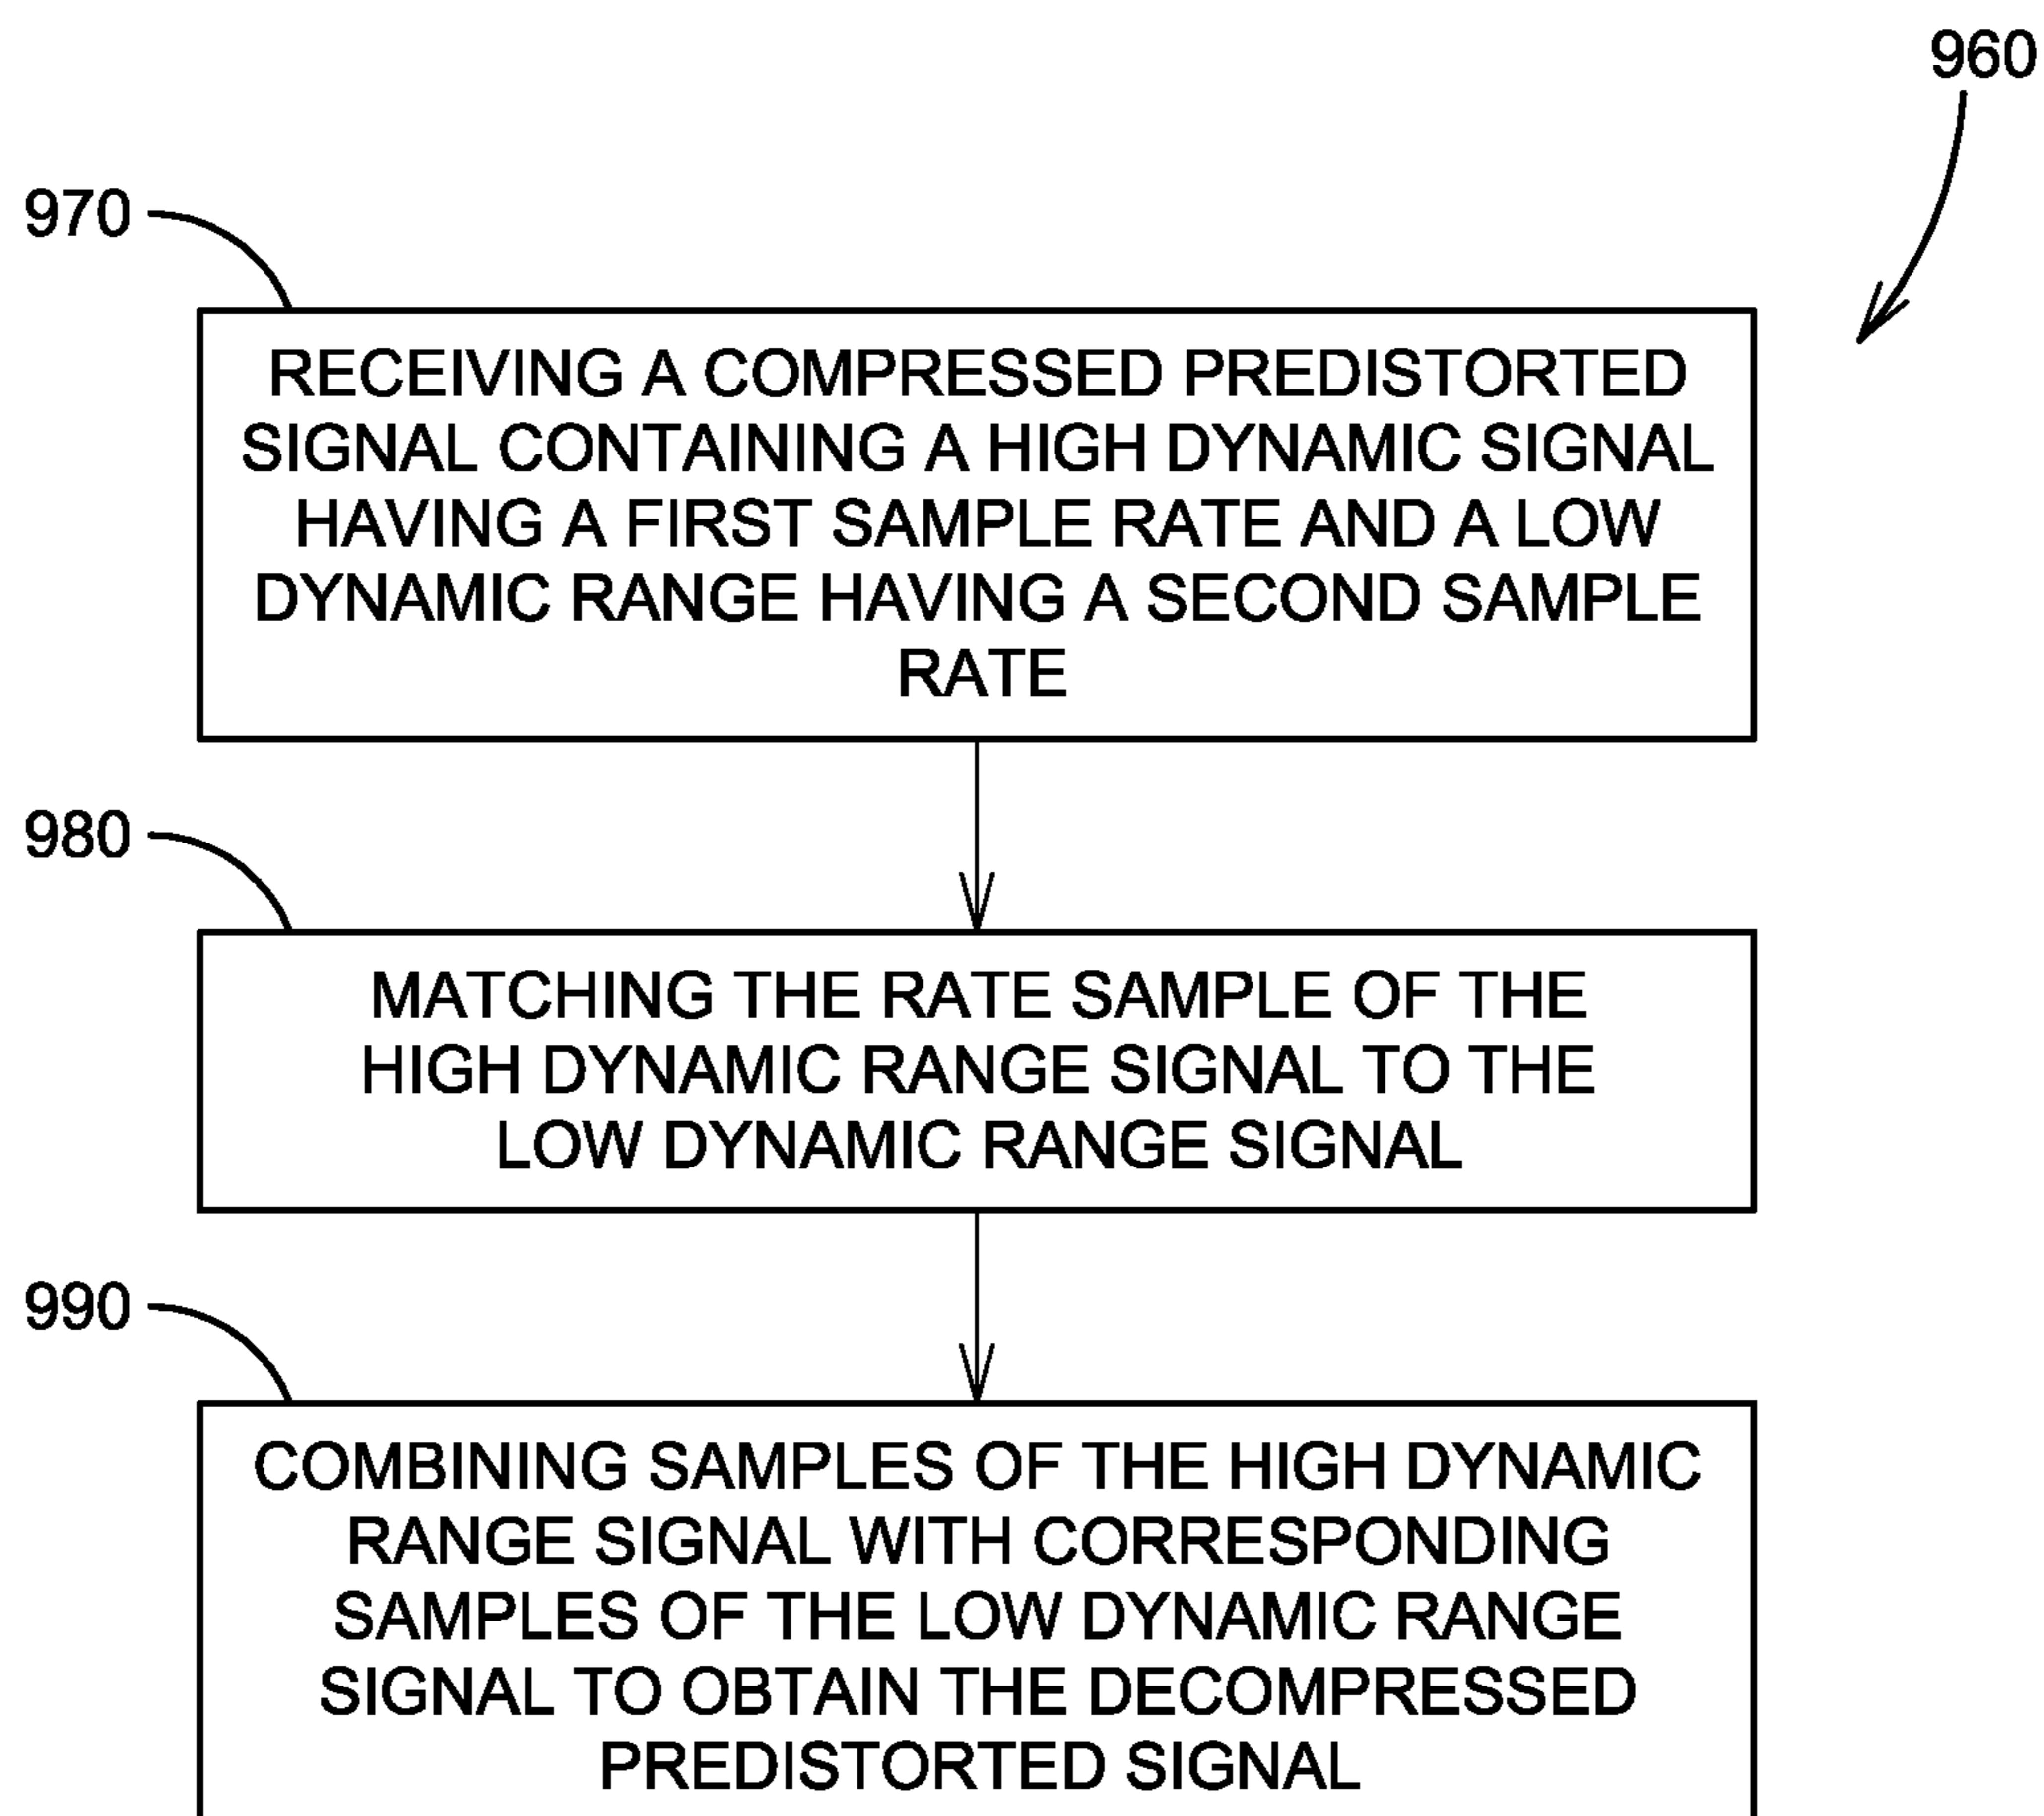 960
970
RECEIVING A COMPRESSED PREDISTORTED
SIGNAL CONTAINING A HIGH DYNAMIC SIGNAL
HAVING A FIRST SAMPLE RATE AND A LOW
DYNAMIC RANGE HAVING A SECOND SAMPLE
RATE
980
MATCHING THE RATE SAMPLE OF THE
HIGH DYNAMIC RANGE SIGNAL TO THE
LOW DYNAMIC RANGE SIGNAL
990
COMBINING SAMPLES OF THE HIGH DYNAMIC
RANGE SIGNAL WITH CORRESPONDING
SAMPLES OF THE LOW DYNAMIC RANGE
SIGNAL TO OBTAIN THE DECOMPRESSED
PREDISTORTED SIGNAL